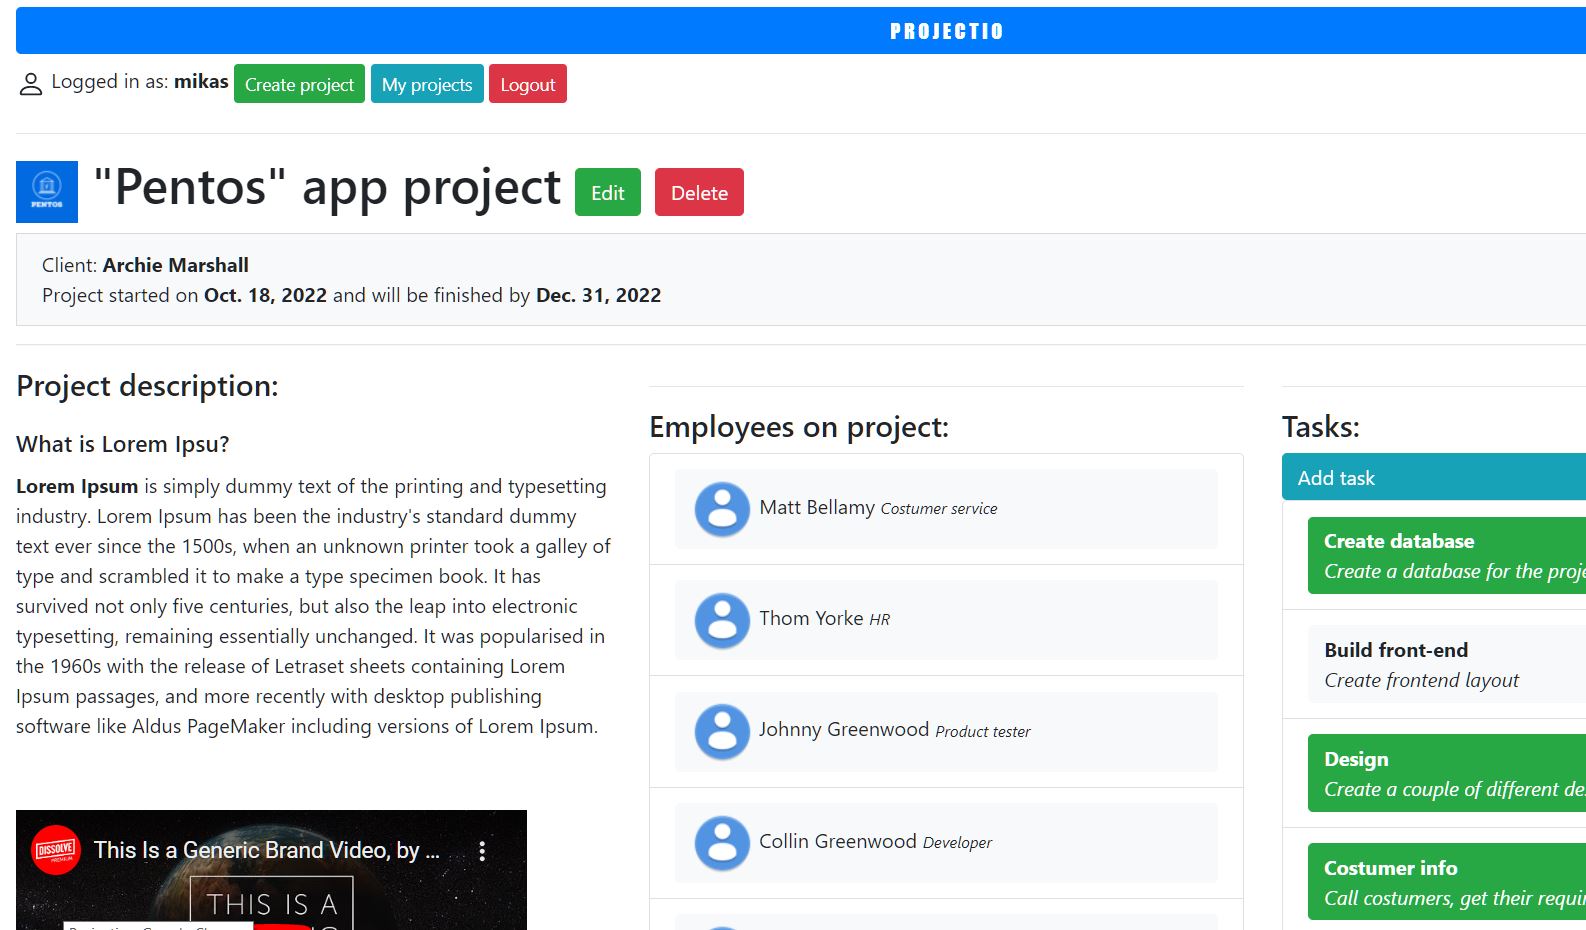 PROJECTIO
Logged in as: mikas Create project My projects Logout
PENTOS
"Pentos" app project Edit Delete
Client: Archie Marshall
Project started on Oct. 18, 2022 and will be finished by Dec. 31, 2022
Project description:
What is Lorem Ipsu?
Lorem Ipsum is simply dummy text of the printing and typesetting
industry. Lorem Ipsum has been the industry's standard dummy
text ever since the 1500s, when an unknown printer took a galley of
type and scrambled it to make a type specimen book. It has
survived not only five centuries, but also the leap into electronic
typesetting, remaining essentially unchanged. It was popularised in
the 1960s with the release of Letraset sheets containing Lorem
Ipsum passages, and more recently with desktop publishing
software like Aldus PageMaker including versions of Lorem Ipsum.
DISSOLVE
PREMIUM
This Is a Generic Brand Video, by ...
THIS IS A
Employees on project:
Matt Bellamy Costumer service
Thom Yorke HR
Johnny Greenwood Product tester
Collin Greenwood Developer
Tasks:
Add task
Create database
Create a database for the proje
Build front-end
Create frontend layout
Design
Create a couple of different de
Costumer info
Call costumers, get their requi